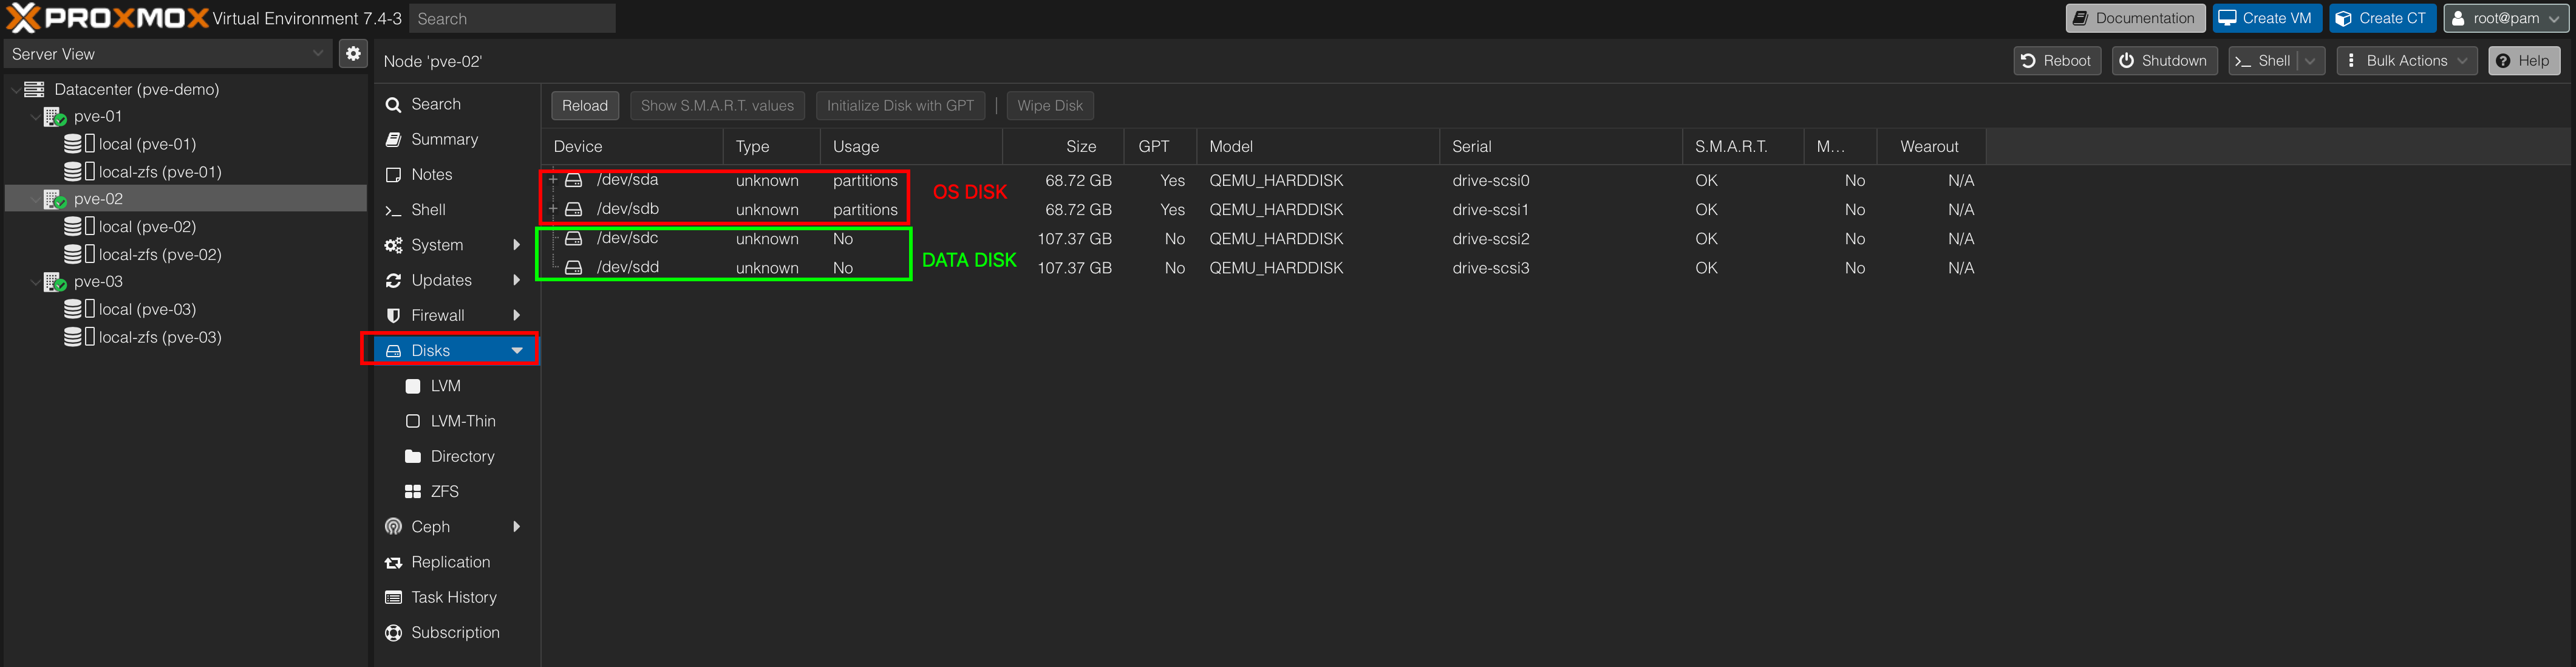 PROXMOX Virtual Environment 7.4-3 Search Documentation Create VM Create CT root@pam
Server View
Node 'pve-02' Reboot Shutdown Shell Bulk Actions Help
Datacenter (pve-demo)
pve-01
local (pve-01)
local-zfs (pve-01)
pve-02
local (pve-02)
local-zfs (pve-02)
pve-03
local (pve-03)
local-zfs (pve-03)
Search
Summary
Notes
Shell
System
Updates
Firewall
Disks
LVM
LVM-Thin
Directory
ZFS
Ceph
Replication
Task History
Subscription
Reload Show S.M.A.R.T. values Initialize Disk with GPT Wipe Disk
Device Type Usage Size GPT Model Serial S.M.A.R.T. M... Wearout
/dev/sda unknown partitions 68.72 GB Yes QEMU_HARDDISK drive-scsi0 OK No N/A
OS DISK
/dev/sdb unknown partitions 68.72 GB Yes QEMU_HARDDISK drive-scsi1 OK No N/A
/dev/sdc unknown No 107.37 GB No QEMU_HARDDISK drive-scsi2 OK No N/A
DATA DISK
/dev/sdd unknown No 107.37 GB No QEMU_HARDDISK drive-scsi3 OK No N/A